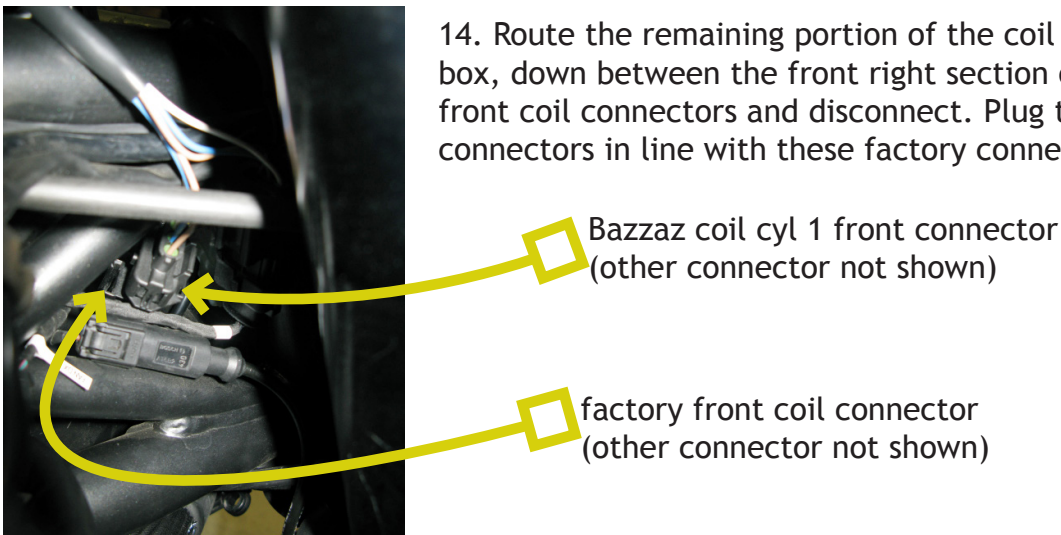 14. Route the remaining portion of the coil
box, down between the front right section
front coil connectors and disconnect. Plug
connectors in line with these factory
Bazzaz coil cyl 1 front connector
(other connector not shown)
factory front coil connector
(other connector not shown)